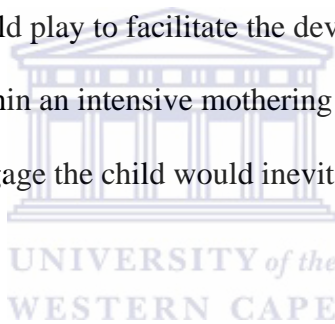 ld play to facilitate the dev
hin an intensive mothering
gage the child would inevit
UNIVERSITY of the
WESTERN CAPE